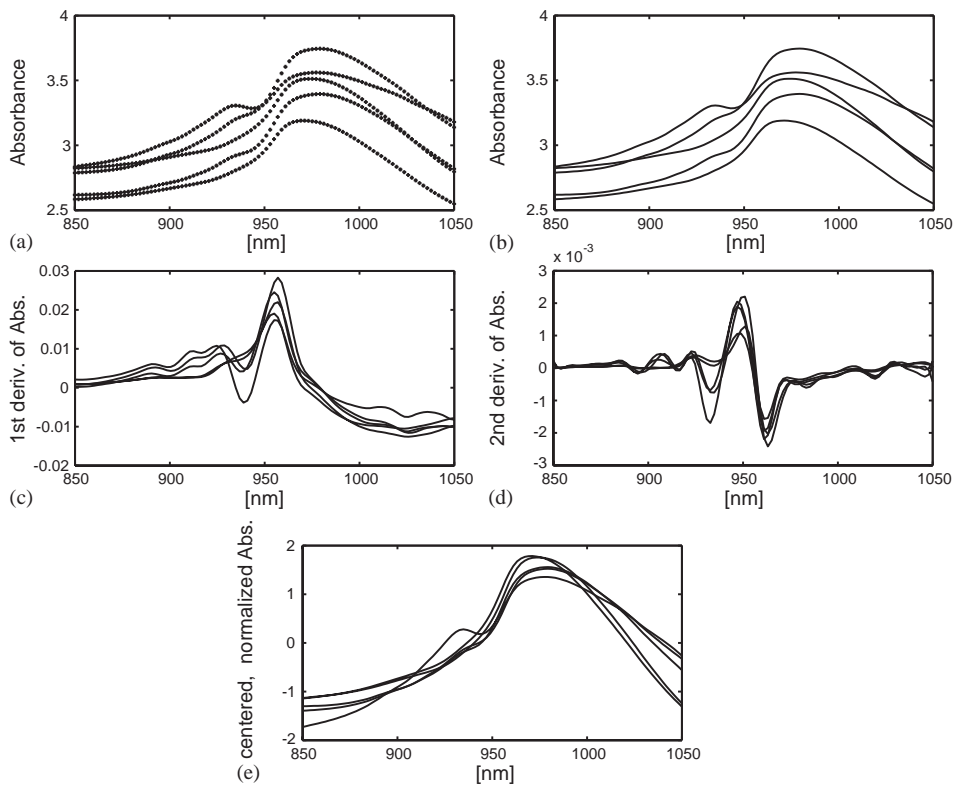 4
3.5
3
2.5
Absorbance
850 900 950 1000 1050
[nm]
(a)
4
3.5
3
2.5
Absorbance
850 900 950 1000 1050
[nm]
(b)
0.03
0.02
0.01
0
-0.01
-0.02
1st deriv. of Abs.
850 900 950 1000 1050
[nm]
(c)
x 10-3
3
2
1
0
-1
-2
-3
2nd deriv. of Abs.
850 900 950 1000 1050
[nm]
(d)
2
1
0
-1
-2
centered, normalized Abs.
850 900 950 1000 1050
[nm]
(e)